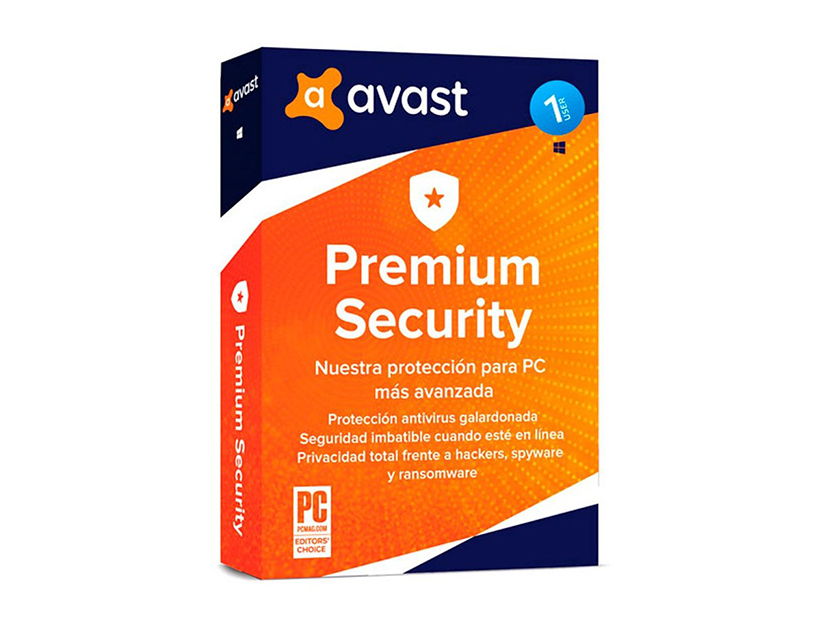 avast
1 USER
avast
Premium
Security
Nuestra protección para PC
más avanzada
Protección antivirus galardonada
Seguridad imbatible cuando esté en línea
Privacidad total frente a hackers, spyware
y ransomware
Premium Security
PC
PCMAG.COM
EDITORS'
CHOICE